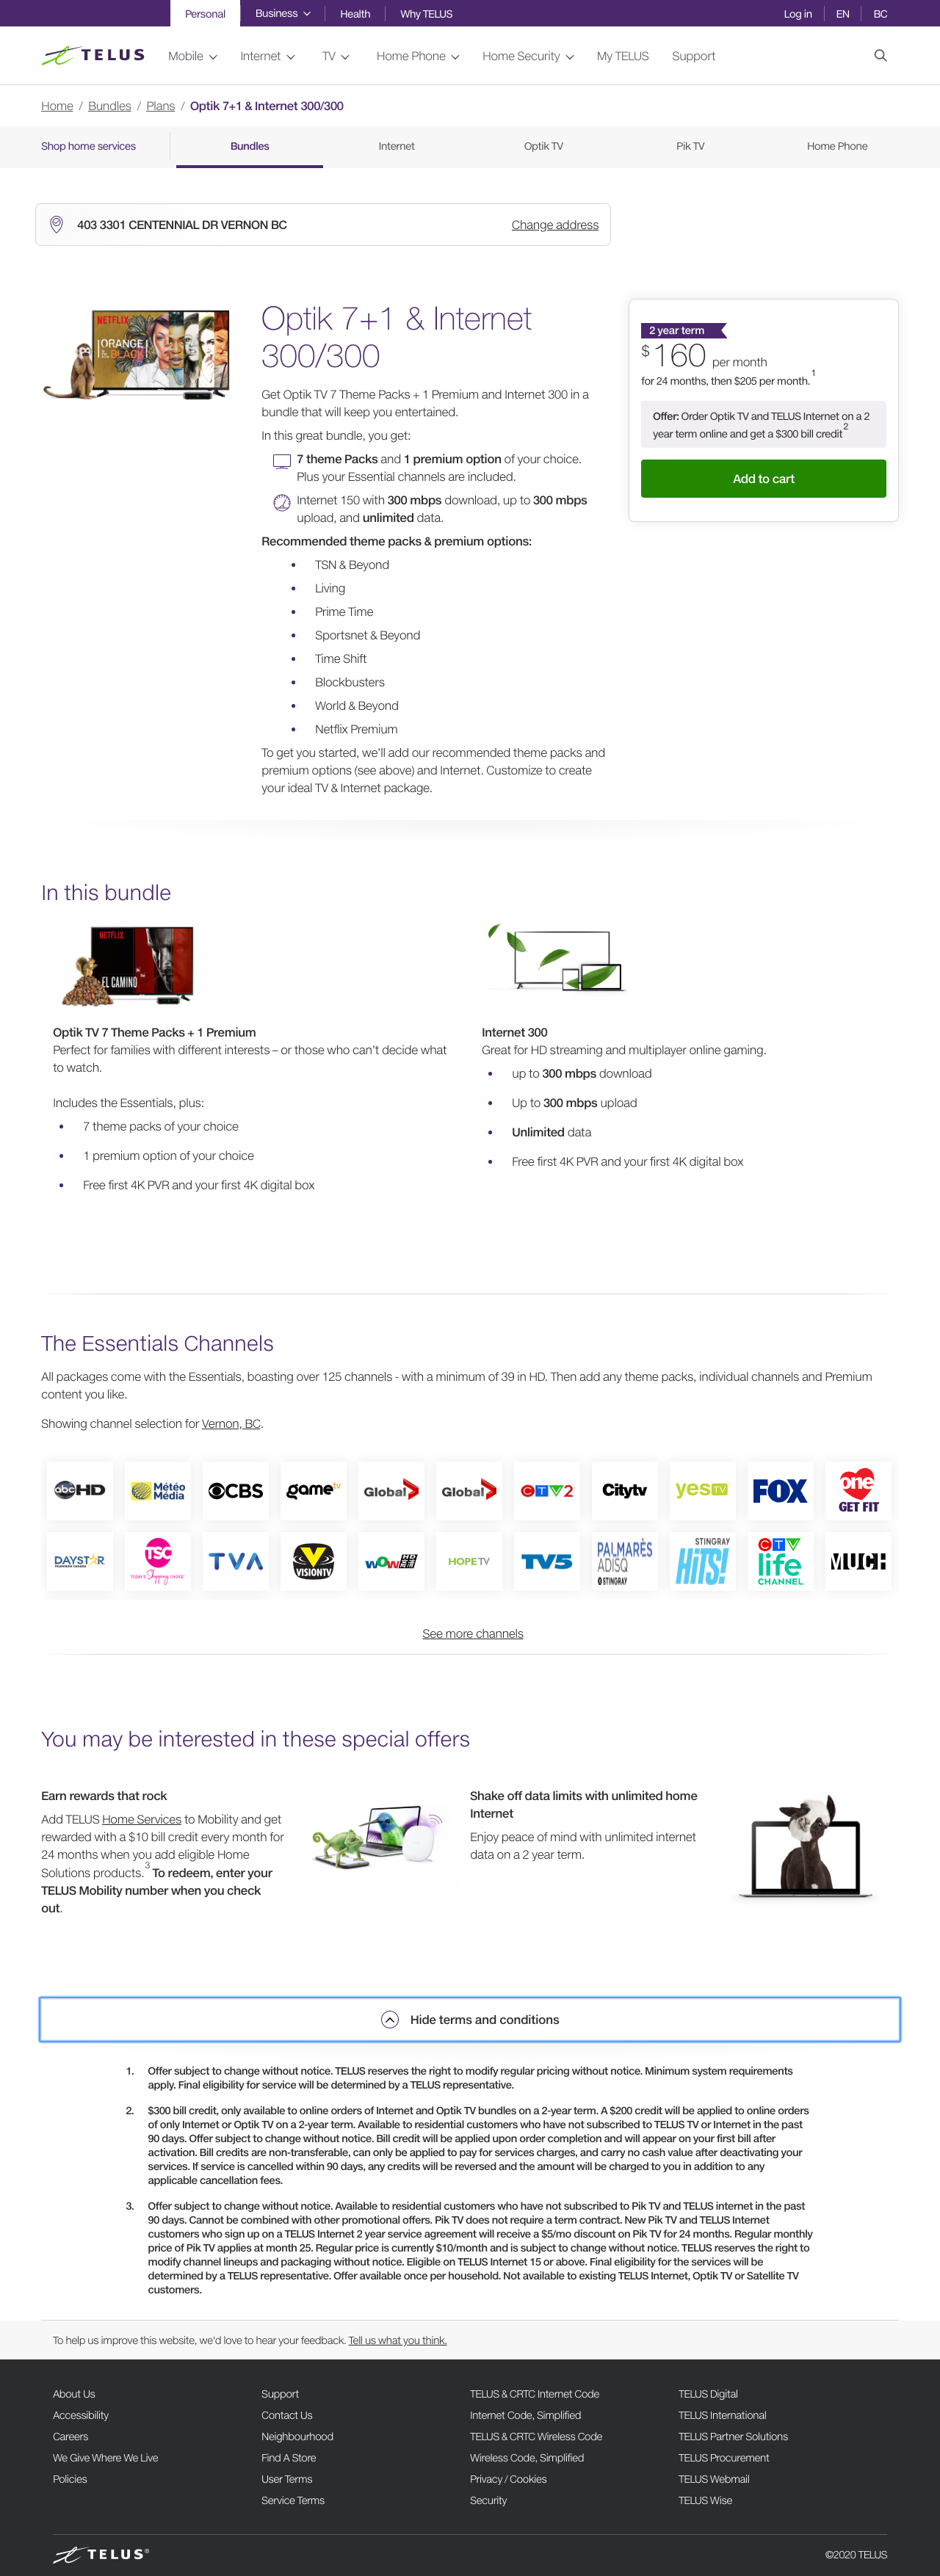 Personal Business Health Why TELUS Log in EN BC
TELUS Mobile Internet TV Home Phone Home Security My TELUS Support
Home / Bundles / Plans / Optik 7+1 & Internet 300/300
Shop home services Bundles Internet Optik TV Pik TV Home Phone
403 3301 CENTENNIAL DR VERNON BC Change address
NETFLIX
ORANGE
IS THE NEW
BLACK
Optik 7+1 & Internet
300/300
Get Optik TV 7 Theme Packs + 1 Premium and Internet 300 in a
bundle that will keep you entertained.
In this great bundle, you get:
7 theme Packs and 1 premium option of your choice.
Plus your Essential channels are included.
Internet 150 with 300 mbps download, up to 300 mbps
upload, and unlimited data.
Recommended theme packs & premium options:
• TSN & Beyond
• Living
• Prime Time
• Sportsnet & Beyond
• Time Shift
• Blockbusters
• World & Beyond
• Netflix Premium
To get you started, we'll add our recommended theme packs and
premium options (see above) and Internet. Customize to create
your ideal TV & Internet package.
2 year term
$160 per month
for 24 months, then $205 per month. 1
Offer: Order Optik TV and TELUS Internet on a 2
year term online and get a $300 bill credit 2
Add to cart
In this bundle
NETFLIX
EL CAMINO
Optik TV 7 Theme Packs + 1 Premium
Perfect for families with different interests – or those who can't decide what
to watch.
Includes the Essentials, plus:
• 7 theme packs of your choice
• 1 premium option of your choice
• Free first 4K PVR and your first 4K digital box
Internet 300
Great for HD streaming and multiplayer online gaming.
• up to 300 mbps download
• Up to 300 mbps upload
• Unlimited data
• Free first 4K PVR and your first 4K digital box
The Essentials Channels
All packages come with the Essentials, boasting over 125 channels - with a minimum of 39 in HD. Then add any theme packs, individual channels and Premium
content you like.
Showing channel selection for Vernon, BC.
abc HD Météo Média CBS game tv Global Global CTV2 Citytv yes TV FOX one GET FIT
DAYSTAR TSC TODAY'S Shopping CHOICE TVA V VISIONTV WOW HOPE TV TV5 PALMARÈS ADISQ STINGRAY STINGRAY HiTS! CTV life CHANNEL MUCH
See more channels
You may be interested in these special offers
Earn rewards that rock
Add TELUS Home Services to Mobility and get
rewarded with a $10 bill credit every month for
24 months when you add eligible Home
Solutions products. 3 To redeem, enter your
TELUS Mobility number when you check
out.
Shake off data limits with unlimited home
Internet
Enjoy peace of mind with unlimited internet
data on a 2 year term.
Hide terms and conditions
1. Offer subject to change without notice. TELUS reserves the right to modify regular pricing without notice. Minimum system requirements
apply. Final eligibility for service will be determined by a TELUS representative.
2. $300 bill credit, only available to online orders of Internet and Optik TV bundles on a 2-year term. A $200 credit will be applied to online orders
of only Internet or Optik TV on a 2-year term. Available to residential customers who have not subscribed to TELUS TV or Internet in the past
90 days. Offer subject to change without notice. Bill credit will be applied upon order completion and will appear on your first bill after
activation. Bill credits are non-transferable, can only be applied to pay for services charges, and carry no cash value after deactivating your
services. If service is cancelled within 90 days, any credits will be reversed and the amount will be charged to you in addition to any
applicable cancellation fees.
3. Offer subject to change without notice. Available to residential customers who have not subscribed to Pik TV and TELUS internet in the past
90 days. Cannot be combined with other promotional offers. Pik TV does not require a term contract. New Pik TV and TELUS Internet
customers who sign up on a TELUS Internet 2 year service agreement will receive a $5/mo discount on Pik TV for 24 months. Regular monthly
price of Pik TV applies at month 25. Regular price is currently $10/month and is subject to change without notice. TELUS reserves the right to
modify channel lineups and packaging without notice. Eligible on TELUS Internet 15 or above. Final eligibility for the services will be
determined by a TELUS representative. Offer available once per household. Not available to existing TELUS Internet, Optik TV or Satellite TV
customers.
To help us improve this website, we'd love to hear your feedback. Tell us what you think.
About Us Support TELUS & CRTC Internet Code TELUS Digital
Accessibility Contact Us Internet Code, Simplified TELUS International
Careers Neighbourhood TELUS & CRTC Wireless Code TELUS Partner Solutions
We Give Where We Live Find A Store Wireless Code, Simplified TELUS Procurement
Policies User Terms Privacy / Cookies TELUS Webmail
Service Terms Security TELUS Wise
TELUS® ©2020 TELUS